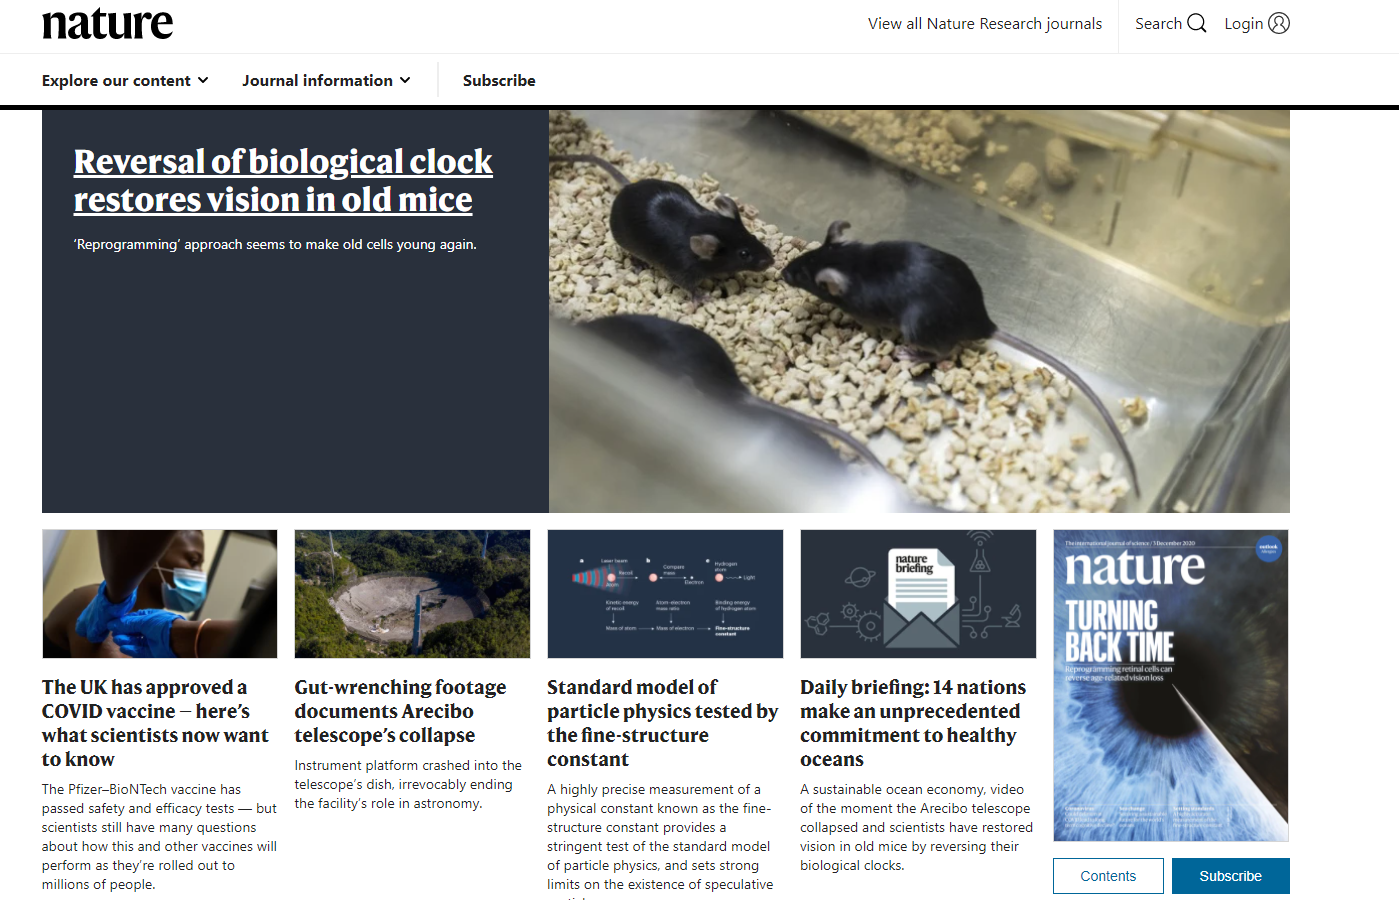 nature
View all Nature Research journals
Search
Login
Explore our content
Journal information
Subscribe
Reversal of biological clock
restores vision in old mice
‘Reprogramming’ approach seems to make old cells young again.
The UK has approved a
COVID vaccine — here’s
what scientists now want
to know
The Pfizer–BioNTech vaccine has
passed safety and efficacy tests — but
scientists still have many questions
about how this and other vaccines will
perform as they’re rolled out to
millions of people.
Gut-wrenching footage
documents Arecibo
telescope’s collapse
Instrument platform crashed into the
telescope’s dish, irrevocably ending
the facility’s role in astronomy.
a
Laser beam
Recoil
Atom
b
Compare
mass
Electron
Hydrogen
atom
Light
Kinetic energy
of recoil
Atom–electron
mass ratio
Binding energy
of hydrogen atom
Mass of atom
Mass of electron
Fine-structure
constant
Standard model of
particle physics tested by
the fine-structure
constant
A highly precise measurement of a
physical constant known as the fine-
structure constant provides a
stringent test of the standard model
of particle physics, and sets strong
limits on the existence of speculative
nature
briefing
Daily briefing: 14 nations
make an unprecedented
commitment to healthy
oceans
A sustainable ocean economy, video
of the moment the Arecibo telescope
collapsed and scientists have restored
vision in old mice by reversing their
biological clocks.
The international journal of science / 3 December 2020
outlook
nature
TURNING
BACK TIME
Reprogramming retinal cells can
reverse age-related vision loss
Contents
Subscribe